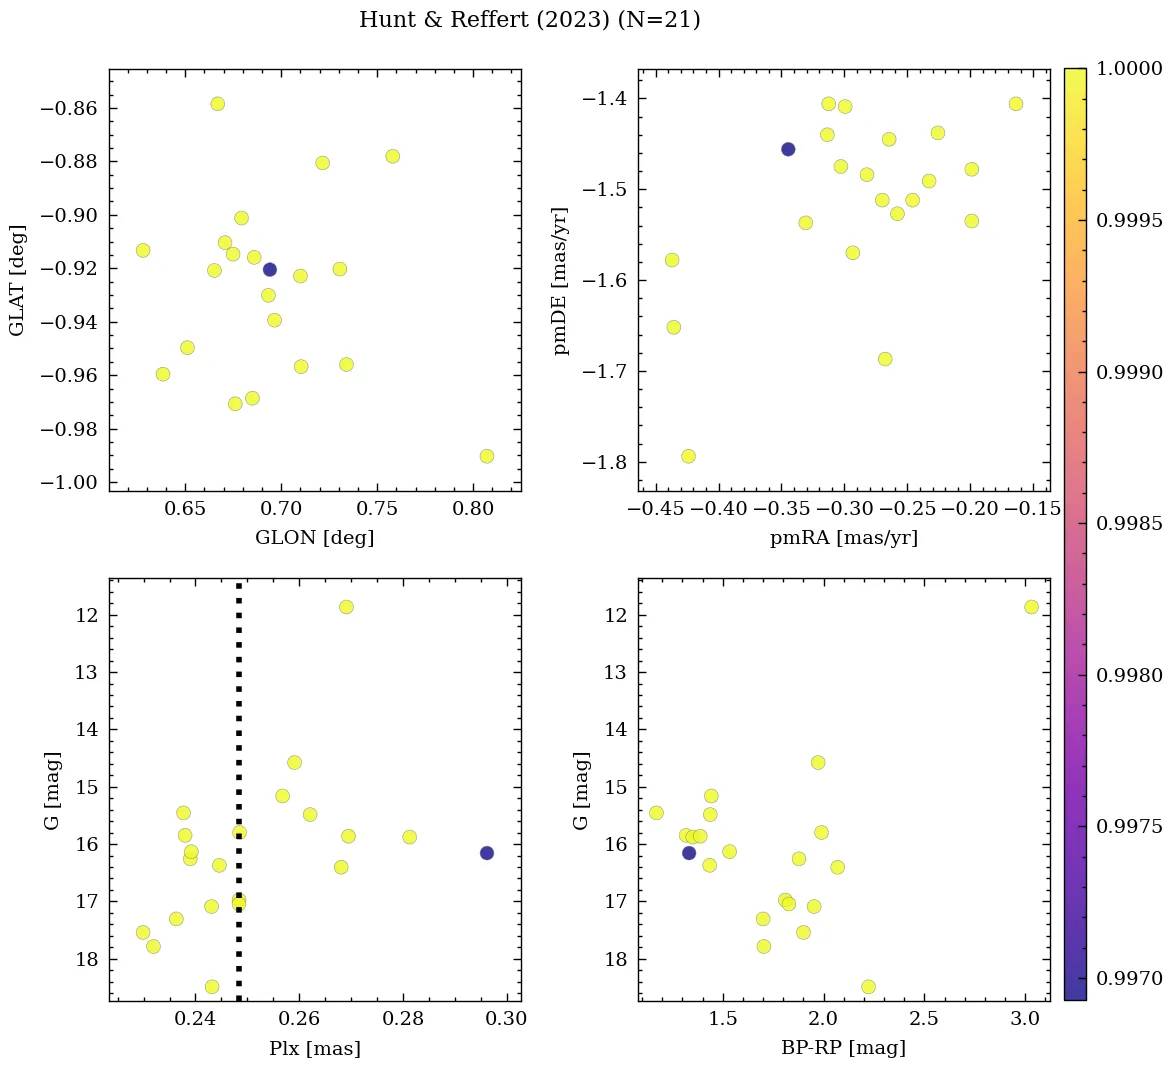 Hunt & Reffert (2023) (N=21)
−0.86
−0.88
−0.90
−0.92
−0.94
−0.96
−0.98
−1.00
GLAT [deg]
0.65 0.70 0.75 0.80
GLON [deg]
−1.4
−1.5
−1.6
−1.7
−1.8
pmDE [mas/yr]
−0.45 −0.40 −0.35 −0.30 −0.25 −0.20 −0.15
pmRA [mas/yr]
12
13
14
15
16
17
18
G [mag]
0.24 0.26 0.28 0.30
Plx [mas]
12
13
14
15
16
17
18
G [mag]
1.5 2.0 2.5 3.0
BP-RP [mag]
1.0000
0.9995
0.9990
0.9985
0.9980
0.9975
0.9970